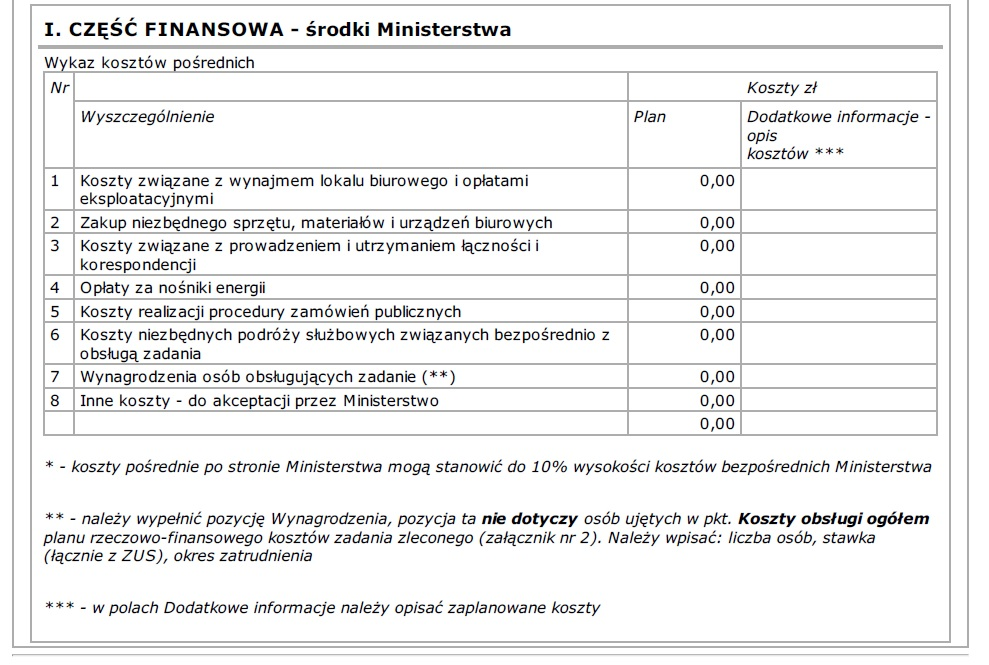 I. CZĘŚĆ FINANSOWA - środki Ministerstwa
Wykaz kosztów pośrednich
Nr Koszty zł
Wyszczególnienie Plan Dodatkowe informacje -
opis
kosztów ***
1 Koszty związane z wynajmem lokalu biurowego i opłatami 0,00
eksploatacyjnymi
2 Zakup niezbędnego sprzętu, materiałów i urządzeń biurowych 0,00
3 Koszty związane z prowadzeniem i utrzymaniem łączności i 0,00
korespondencji
4 Opłaty za nośniki energii 0,00
5 Koszty realizacji procedury zamówień publicznych 0,00
6 Koszty niezbędnych podróży służbowych związanych bezpośrednio z 0,00
obsługą zadania
7 Wynagrodzenia osób obsługujących zadanie (**) 0,00
8 Inne koszty - do akceptacji przez Ministerstwo 0,00
0,00
* - koszty pośrednie po stronie Ministerstwa mogą stanowić do 10% wysokości kosztów bezpośrednich Ministerstwa
** - należy wypełnić pozycję Wynagrodzenia, pozycja ta nie dotyczy osób ujętych w pkt. Koszty obsługi ogółem
planu rzeczowo-finansowego kosztów zadania zleconego (załącznik nr 2). Należy wpisać: liczba osób, stawka
(łącznie z ZUS), okres zatrudnienia
*** - w polach Dodatkowe informacje należy opisać zaplanowane koszty